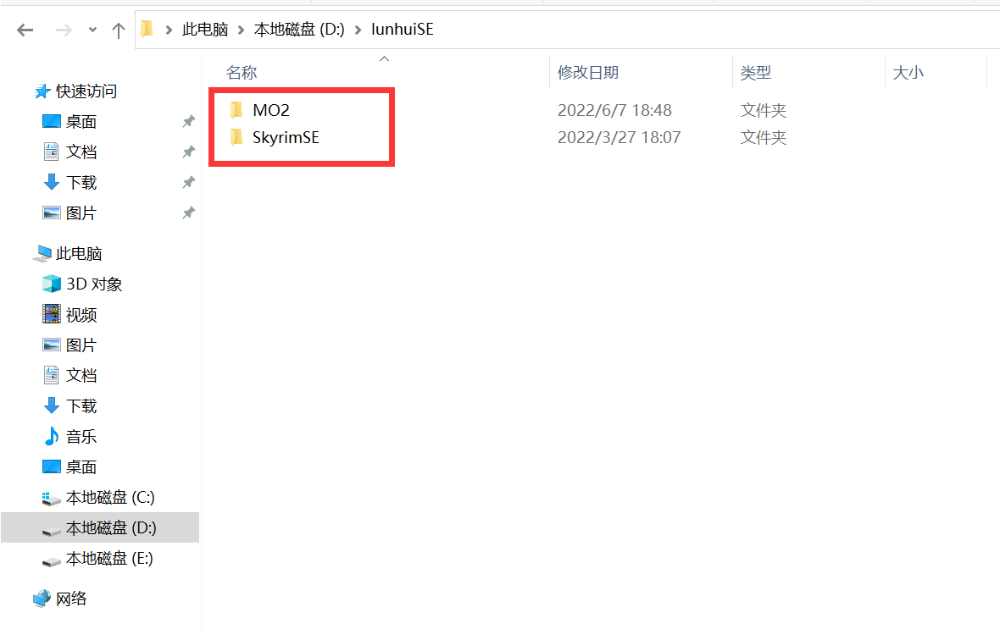 此电脑 本地磁盘 (D:) lunhuiSE
名称 修改日期 类型 大小
MO2 2022/6/7 18:48 文件夹
SkyrimSE 2022/3/27 18:07 文件夹
快速访问
桌面
文档
下载
图片
此电脑
3D 对象
视频
图片
文档
下载
音乐
桌面
本地磁盘 (C:)
本地磁盘 (D:)
本地磁盘 (E:)
网络